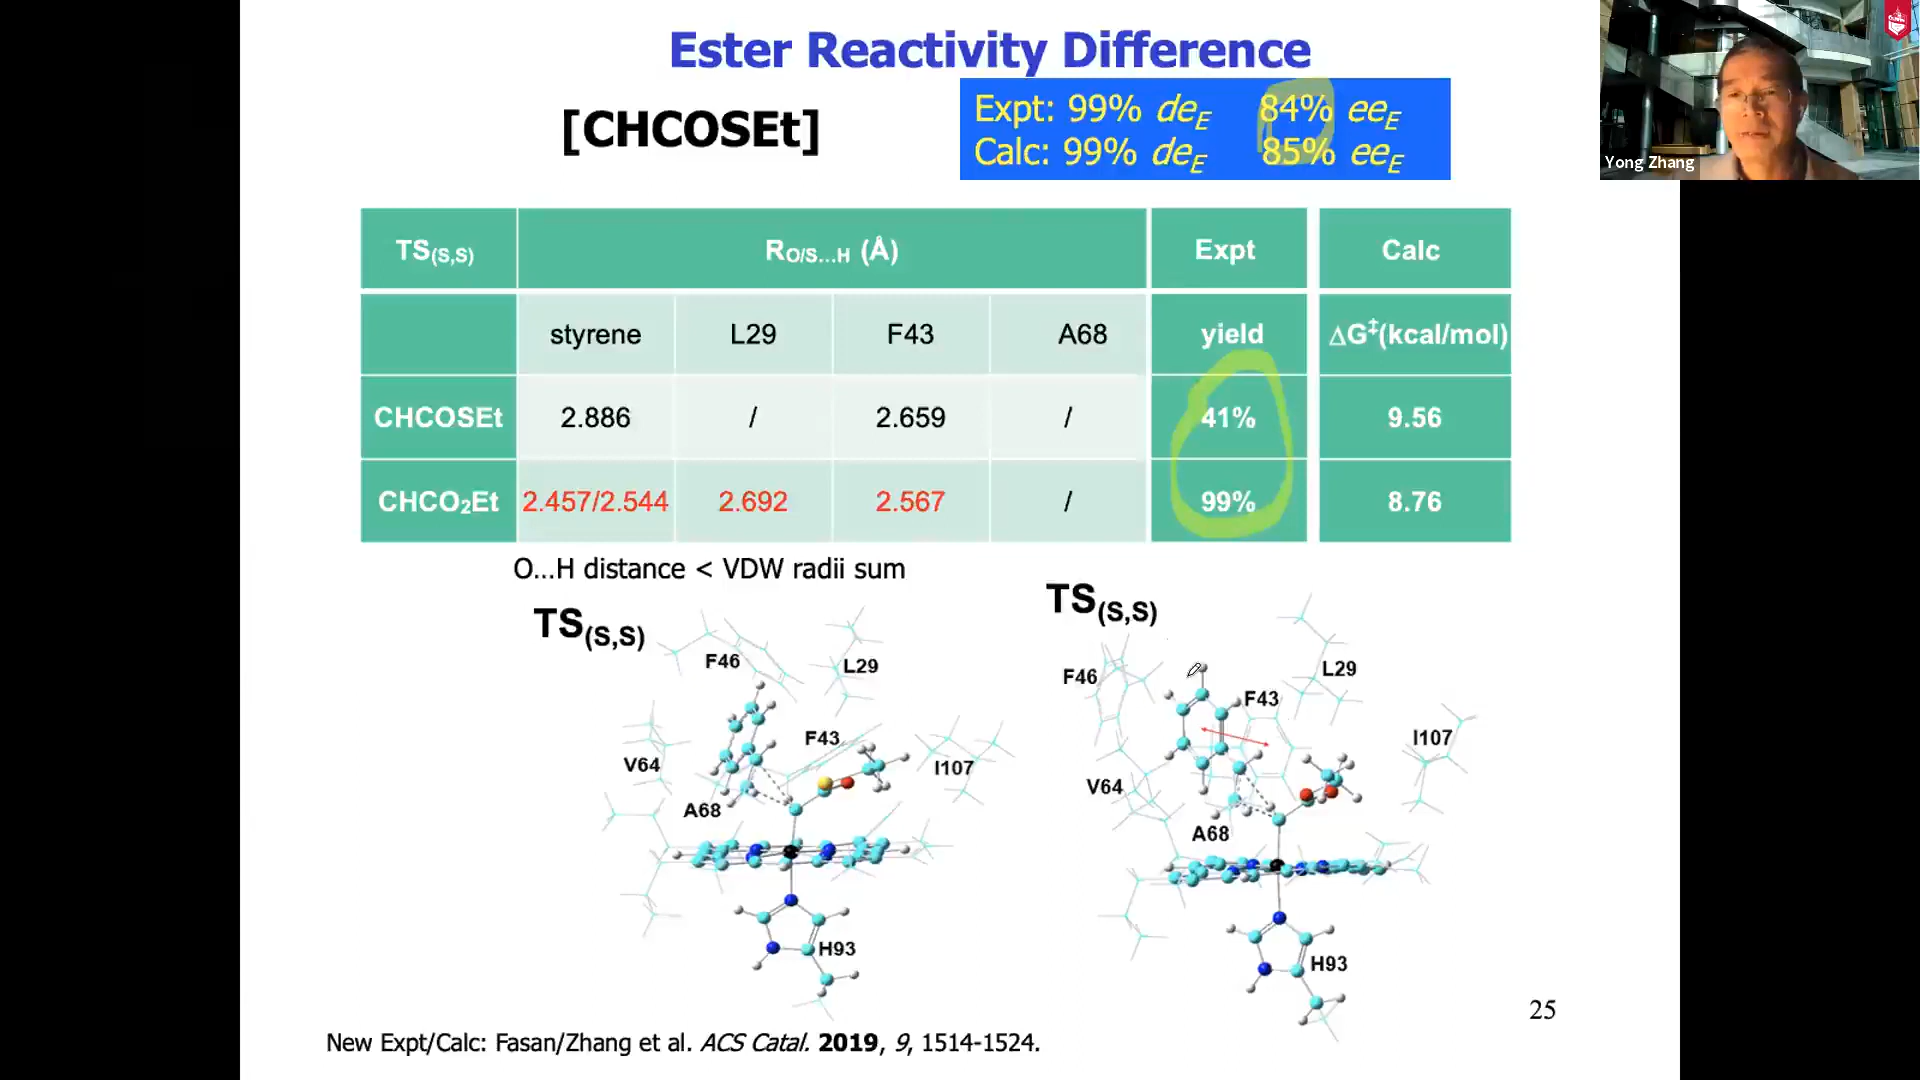 Ester Reactivity Difference
[CHCOSEt]
Expt: 99% deE 84% eeE
Calc: 99% deE 85% eeE
Yong Zhang
TS(S,S) RO/S...H (Å) Expt Calc
styrene L29 F43 A68 yield ΔG‡(kcal/mol)
CHCOSEt 2.886 / 2.659 / 41% 9.56
CHCO2Et 2.457/2.544 2.692 2.567 / 99% 8.76
O...H distance < VDW radii sum
TS(S,S)
F46
L29
F43
V64
I107
A68
H93
TS(S,S)
F46
L29
F43
I107
V64
A68
H93
25
New Expt/Calc: Fasan/Zhang et al. ACS Catal. 2019, 9, 1514-1524.